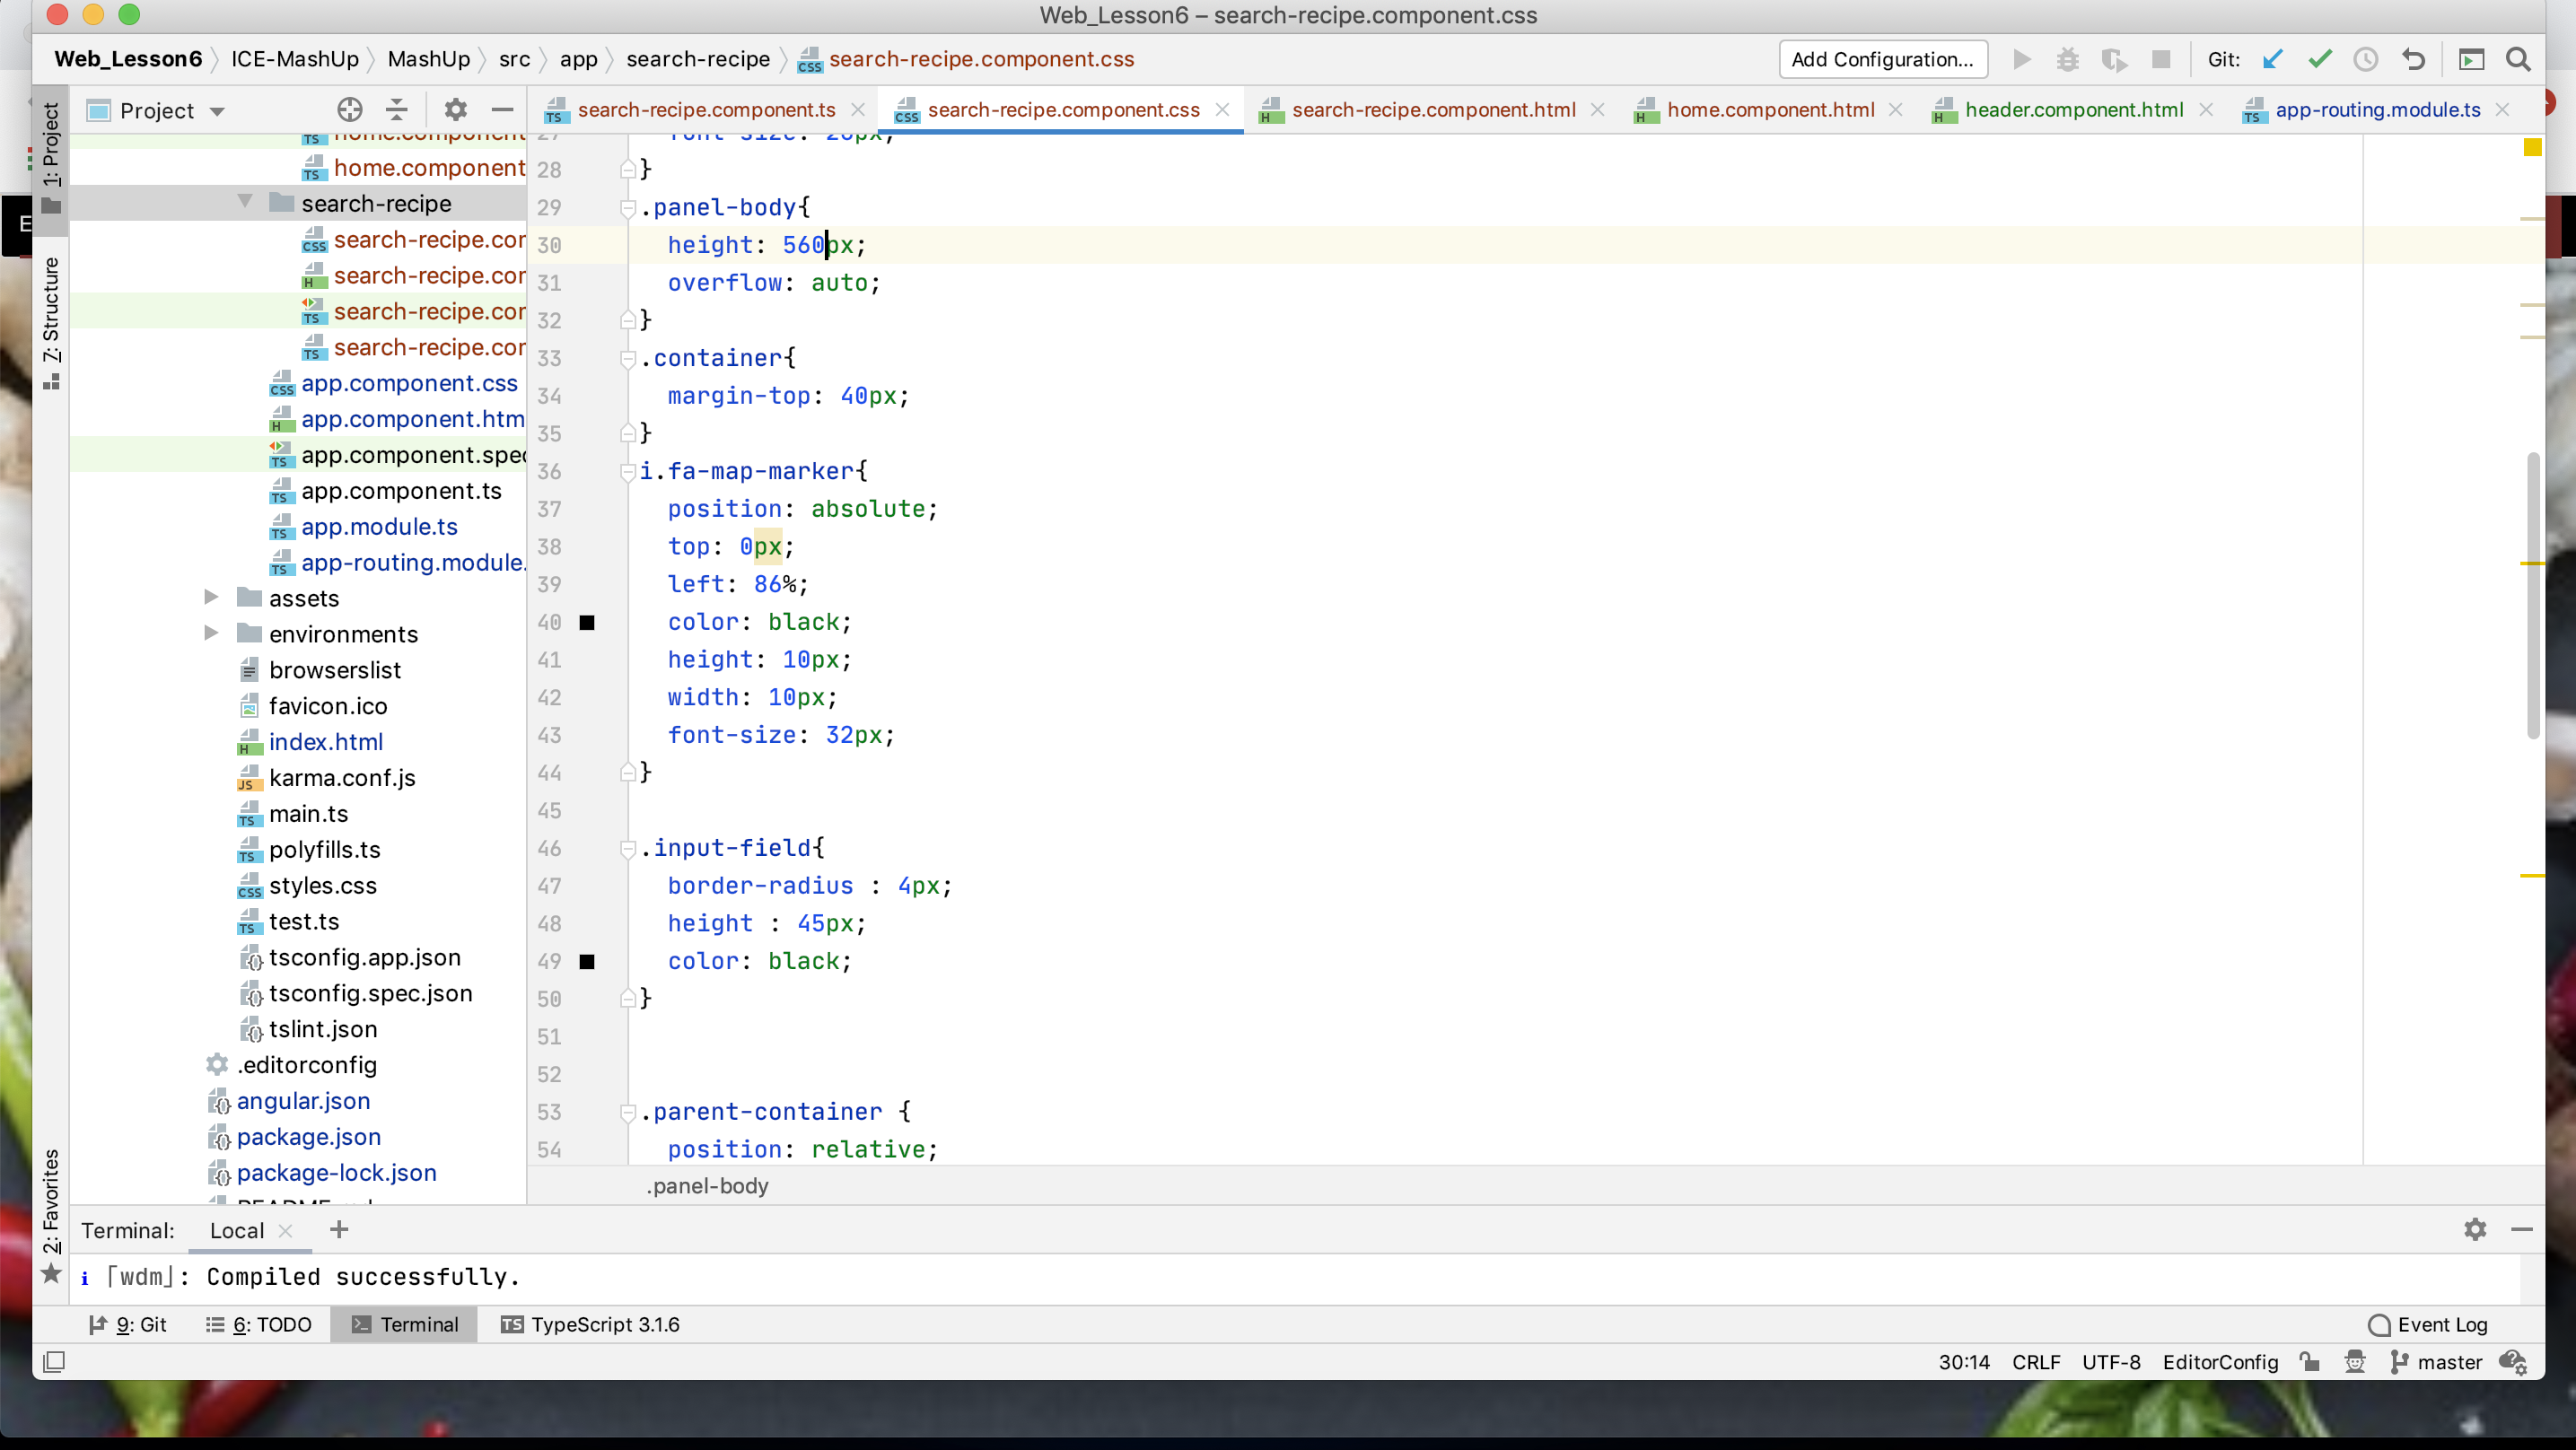 Web_Lesson6 – search-recipe.component.css
Web_Lesson6 ICE-MashUp MashUp src app search-recipe search-recipe.component.css
Add Configuration... Git:
1: Project
7: Structure
2: Favorites
Project
search-recipe.component.ts search-recipe.component.css search-recipe.component.html home.component.html header.component.html app-routing.module.ts
home.component
home.component
search-recipe
search-recipe.cor
search-recipe.cor
search-recipe.cor
search-recipe.cor
app.component.css
app.component.htm
app.component.spec
app.component.ts
app.module.ts
app-routing.module.
assets
environments
browserslist
favicon.ico
index.html
karma.conf.js
main.ts
polyfills.ts
styles.css
test.ts
tsconfig.app.json
tsconfig.spec.json
tslint.json
.editorconfig
angular.json
package.json
package-lock.json
27 font-size: 28px;
28 }
29 .panel-body{
30 height: 560px;
31 overflow: auto;
32 }
33 .container{
34 margin-top: 40px;
35 }
36 i.fa-map-marker{
37 position: absolute;
38 top: 0px;
39 left: 86%;
40 color: black;
41 height: 10px;
42 width: 10px;
43 font-size: 32px;
44 }
45
46 .input-field{
47 border-radius : 4px;
48 height : 45px;
49 color: black;
50 }
51
52
53 .parent-container {
54 position: relative;
.panel-body
Terminal: Local
i ｢wdm｣: Compiled successfully.
9: Git 6: TODO Terminal TypeScript 3.1.6 Event Log
30:14 CRLF UTF-8 EditorConfig master